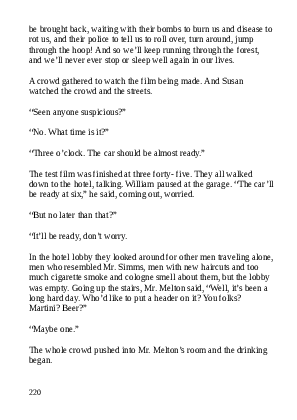 be brought back, waiting with their bombs to burn us and disease to
rot us, and their police to tell us to roll over, turn around, jump
through the hoop! And so we'll keep running through the forest,
and we'll never ever stop or sleep well again in our lives.
A crowd gathered to watch the film being made. And Susan
watched the crowd and the streets.
“Seen anyone suspicious?”
“No. What time is it?”
“Three o'clock. The car should be almost ready.”
The test film was finished at three forty- five. They all walked
down to the hotel, talking. William paused at the garage. “The car'll
be ready at six,” he said, coming out, worried.
“But no later than that?”
“It'll be ready, don't worry.
In the hotel lobby they looked around for other men traveling alone,
men who resembled Mr. Simms, men with new haircuts and too
much cigarette smoke and cologne smell about them, but the lobby
was empty. Going up the stairs, Mr. Melton said, “Well, it's been a
long hard day. Who'd like to put a header on it? You folks?
Martini? Beer?”
“Maybe one.”
The whole crowd pushed into Mr. Melton's room and the drinking
began.
220